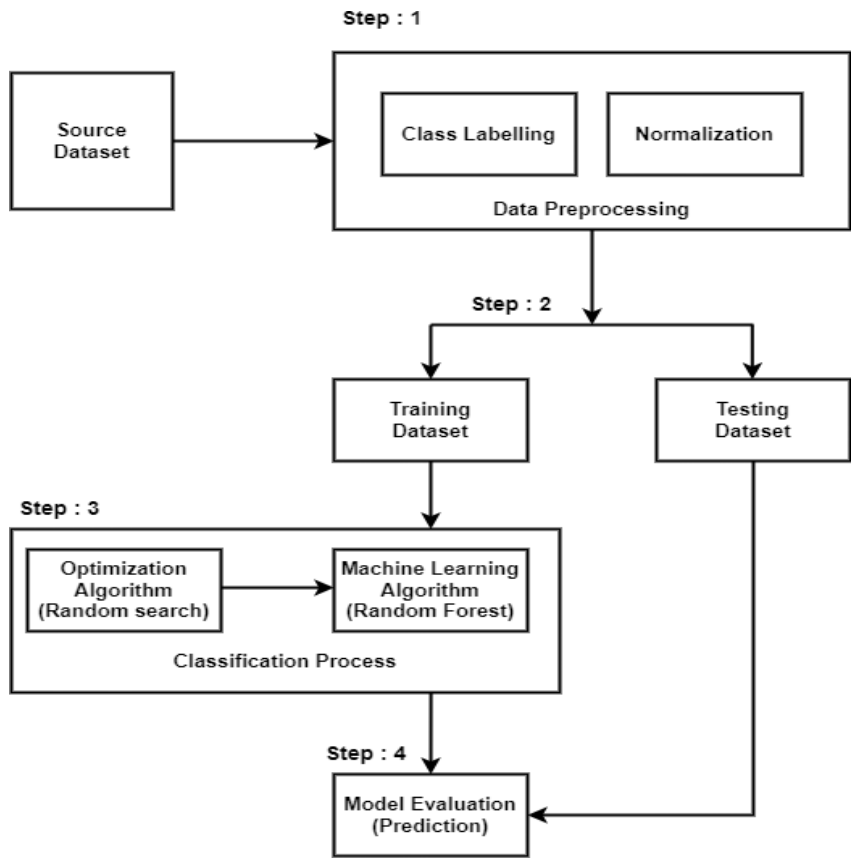 Step : 1
Source
Dataset
Class Labelling
Normalization
Data Preprocessing
Step : 2
Training
Dataset
Testing
Dataset
Step : 3
Optimization
Algorithm
(Random search)
Machine Learning
Algorithm
(Random Forest)
Classification Process
Step : 4
Model Evaluation
(Prediction)